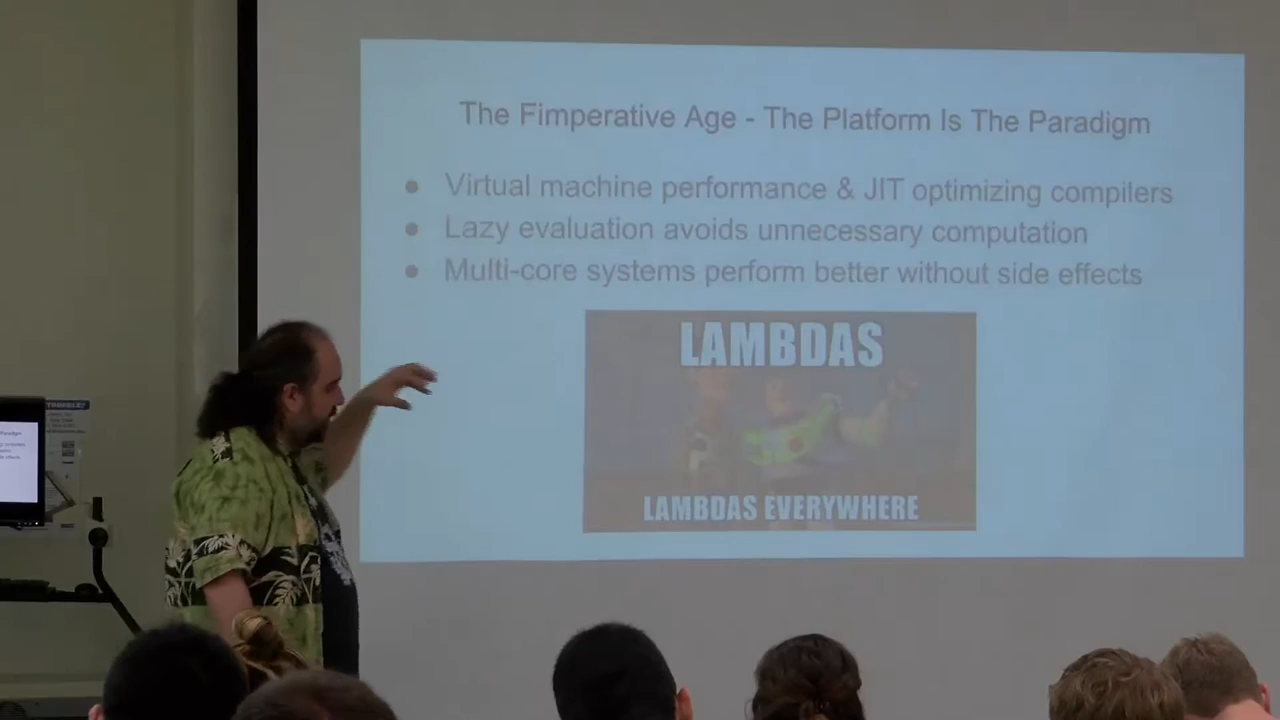 The Fimperative Age - The Platform Is The Paradigm
● Virtual machine performance & JIT optimizing compilers
● Lazy evaluation avoids unnecessary computation
● Multi-core systems perform better without side effects
LAMBDAS
LAMBDAS EVERYWHERE